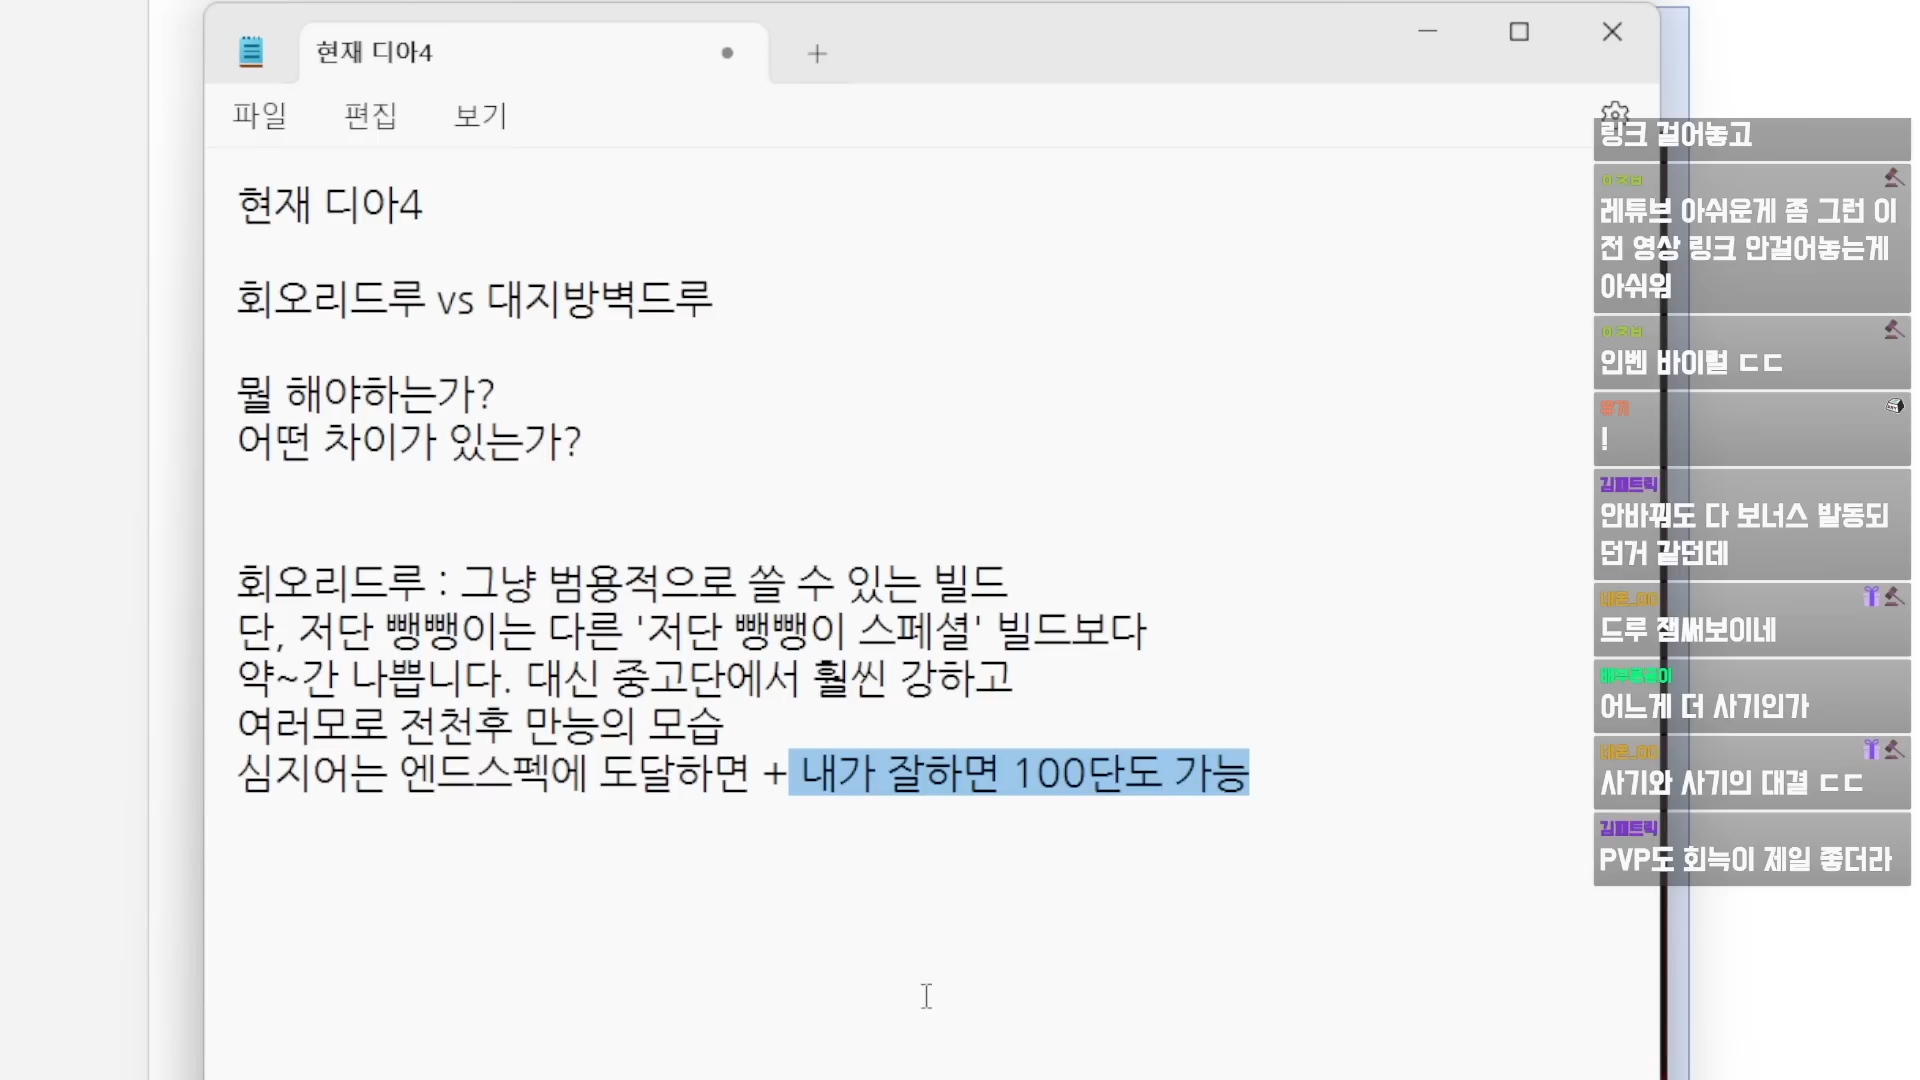 현재 디아4
파일 편집 보기
현재 디아4
회오리드루 vs 대지방벽드루
뭘 해야하는가?
어떤 차이가 있는가?
회오리드루 : 그냥 범용적으로 쓸 수 있는 빌드
단, 저단 뺑뺑이는 다른 '저단 뺑뺑이 스페셜' 빌드보다
약~간 나쁩니다. 대신 중고단에서 훨씬 강하고
여러모로 전천후 만능의 모습
심지어는 엔드스펙에 도달하면 + 내가 잘하면 100단도 가능
링크 걸어놓고
ㅇㅈㅂ
레튜브 아쉬운게 좀 그런 이
전 영상 링크 안걸어놓는게
아쉬워
ㅇㅈㅂ
인벤 바이럴 ㄷㄷ
!
김패트릭
안바꿔도 다 보너스 발동되
던거 같던데
드루 잼써보이네
어느게 더 사기인가
사기와 사기의 대결 ㄷㄷ
김패트릭
PVP도 회늑이 제일 좋더라